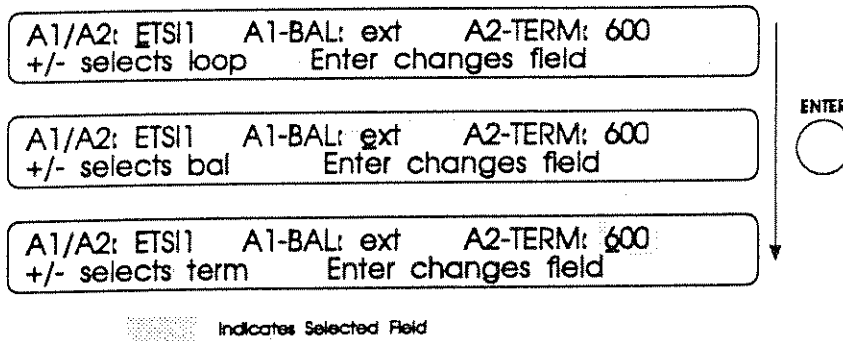 A1/A2: ETSI1 A1-BAL: ext A2-TERM: 600
+/- selects loop Enter changes field
ENTER
A1/A2: ETSI1 A1-BAL: ext A2-TERM: 600
+/- selects bal Enter changes field
A1/A2: ETSI1 A1-BAL: ext A2-TERM: 600
+/- selects term Enter changes field
Indicates Selected Field